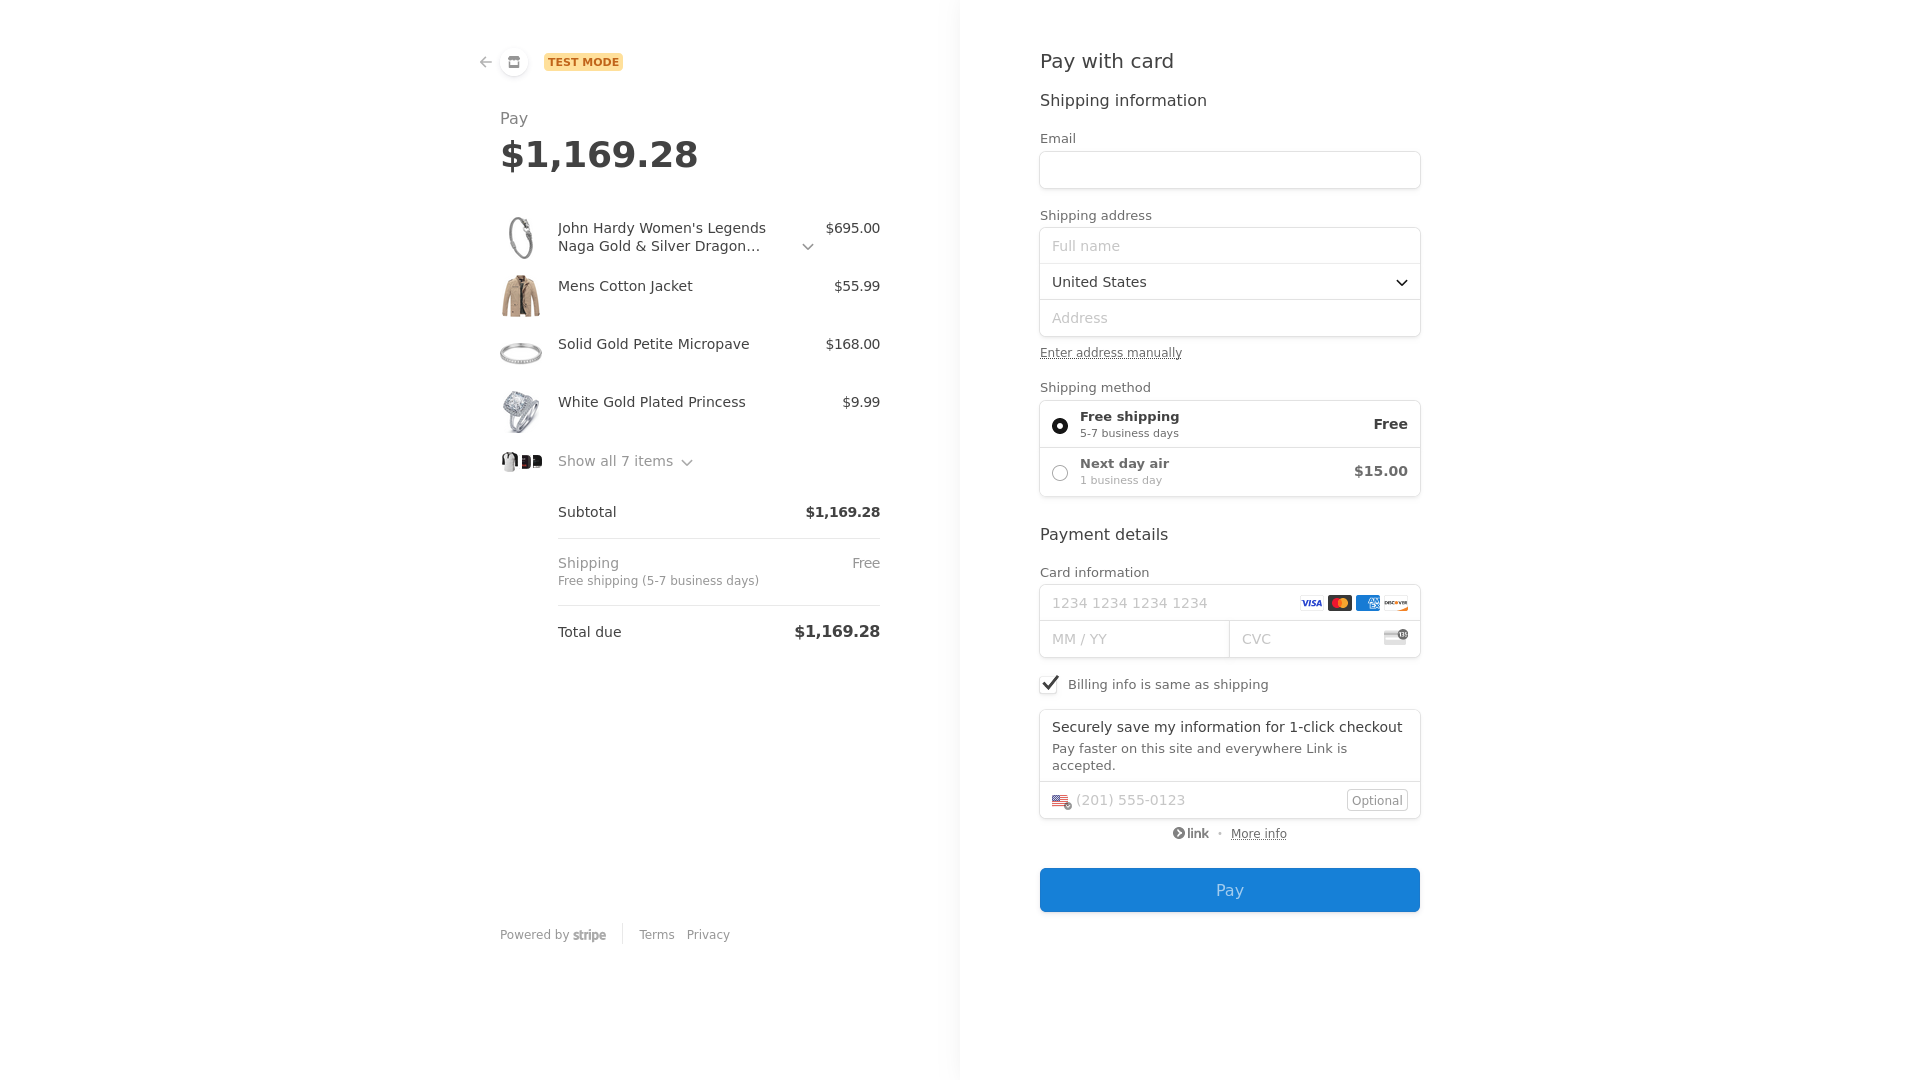 TEST MODE
Pay
$1,169.28
John Hardy Women's Legends
Naga Gold & Silver Dragon...
$695.00
Mens Cotton Jacket
$55.99
Solid Gold Petite Micropave
$168.00
White Gold Plated Princess
$9.99
Show all 7 items
Subtotal
$1,169.28
Shipping
Free
Free shipping (5-7 business days)
Total due
$1,169.28
Powered by stripe
Terms
Privacy
Pay with card
Shipping information
Email
Shipping address
Full name
United States
Address
Enter address manually
Shipping method
Free shipping
5-7 business days
Free
Next day air
1 business day
$15.00
Payment details
Card information
1234 1234 1234 1234
VISA
AMEX
DISCOVER
MM / YY
CVC
135
Billing info is same as shipping
Securely save my information for 1-click checkout
Pay faster on this site and everywhere Link is
accepted.
(201) 555-0123
Optional
link • More info
Pay